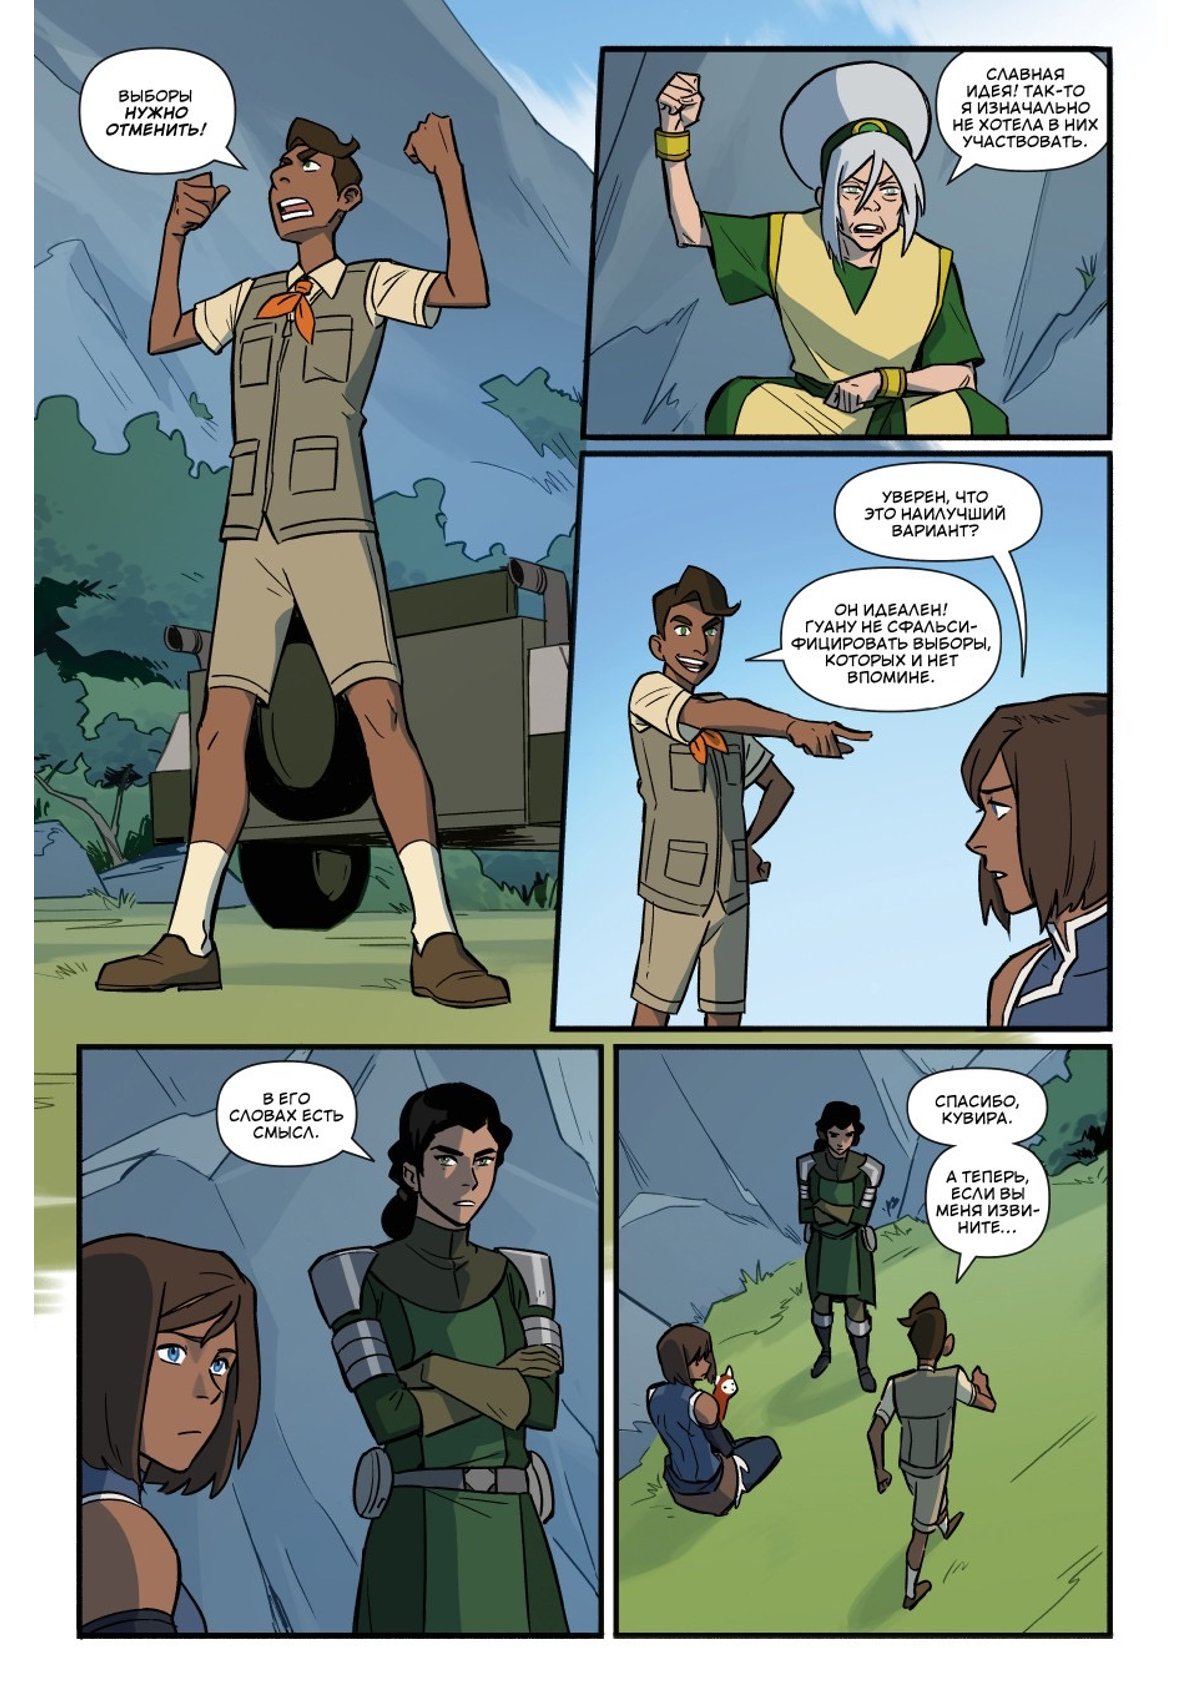 ВЫБОРЫ
НУЖНО
ОТМЕНИТЬ!
СЛАВНАЯ
ИДЕЯ! ТАК-ТО
Я ИЗНАЧАЛЬНО
НЕ ХОТЕЛА В НИХ
УЧАСТВОВАТЬ.
УВЕРЕН, ЧТО
ЭТО НАИЛУЧШИЙ
ВАРИАНТ?
ОН ИДЕАЛЕН!
ГУАНУ НЕ СФАЛЬСИ-
ФИЦИРОВАТЬ ВЫБОРЫ,
КОТОРЫХ И НЕТ
ВПОМИНЕ.
В ЕГО
СЛОВАХ ЕСТЬ
СМЫСЛ.
СПАСИБО,
КУВИРА.
А ТЕПЕРЬ,
ЕСЛИ ВЫ
МЕНЯ ИЗВИ-
НИТЕ...